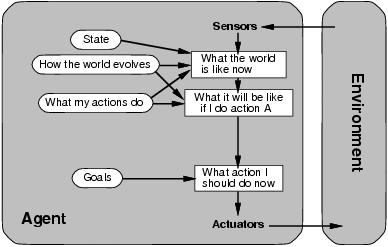 Sensors
State
How the world evolves
What the world
is like now
What my actions do
What it will be like
if I do action A
Goals
What action I
should do now
Agent
Actuators
Environment